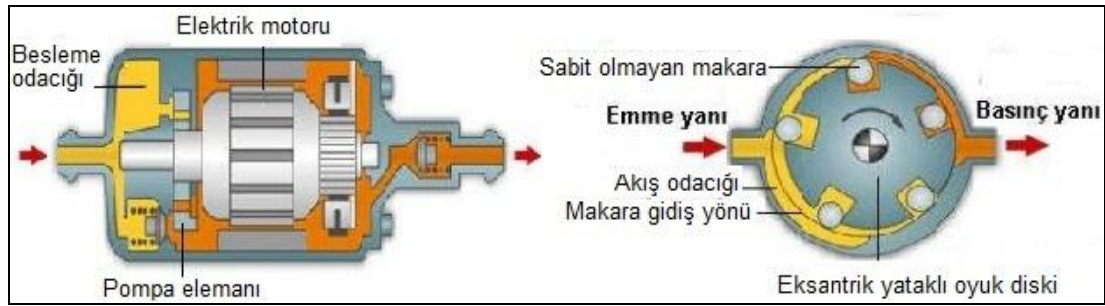 Elektrik motoru
Besleme
odacığı
Pompa elemanı
Sabit olmayan makara
Emme yanı
Basınç yanı
Akış odacığı
Makara gidiş yönü
Eksantrik yataklı oyuk diski